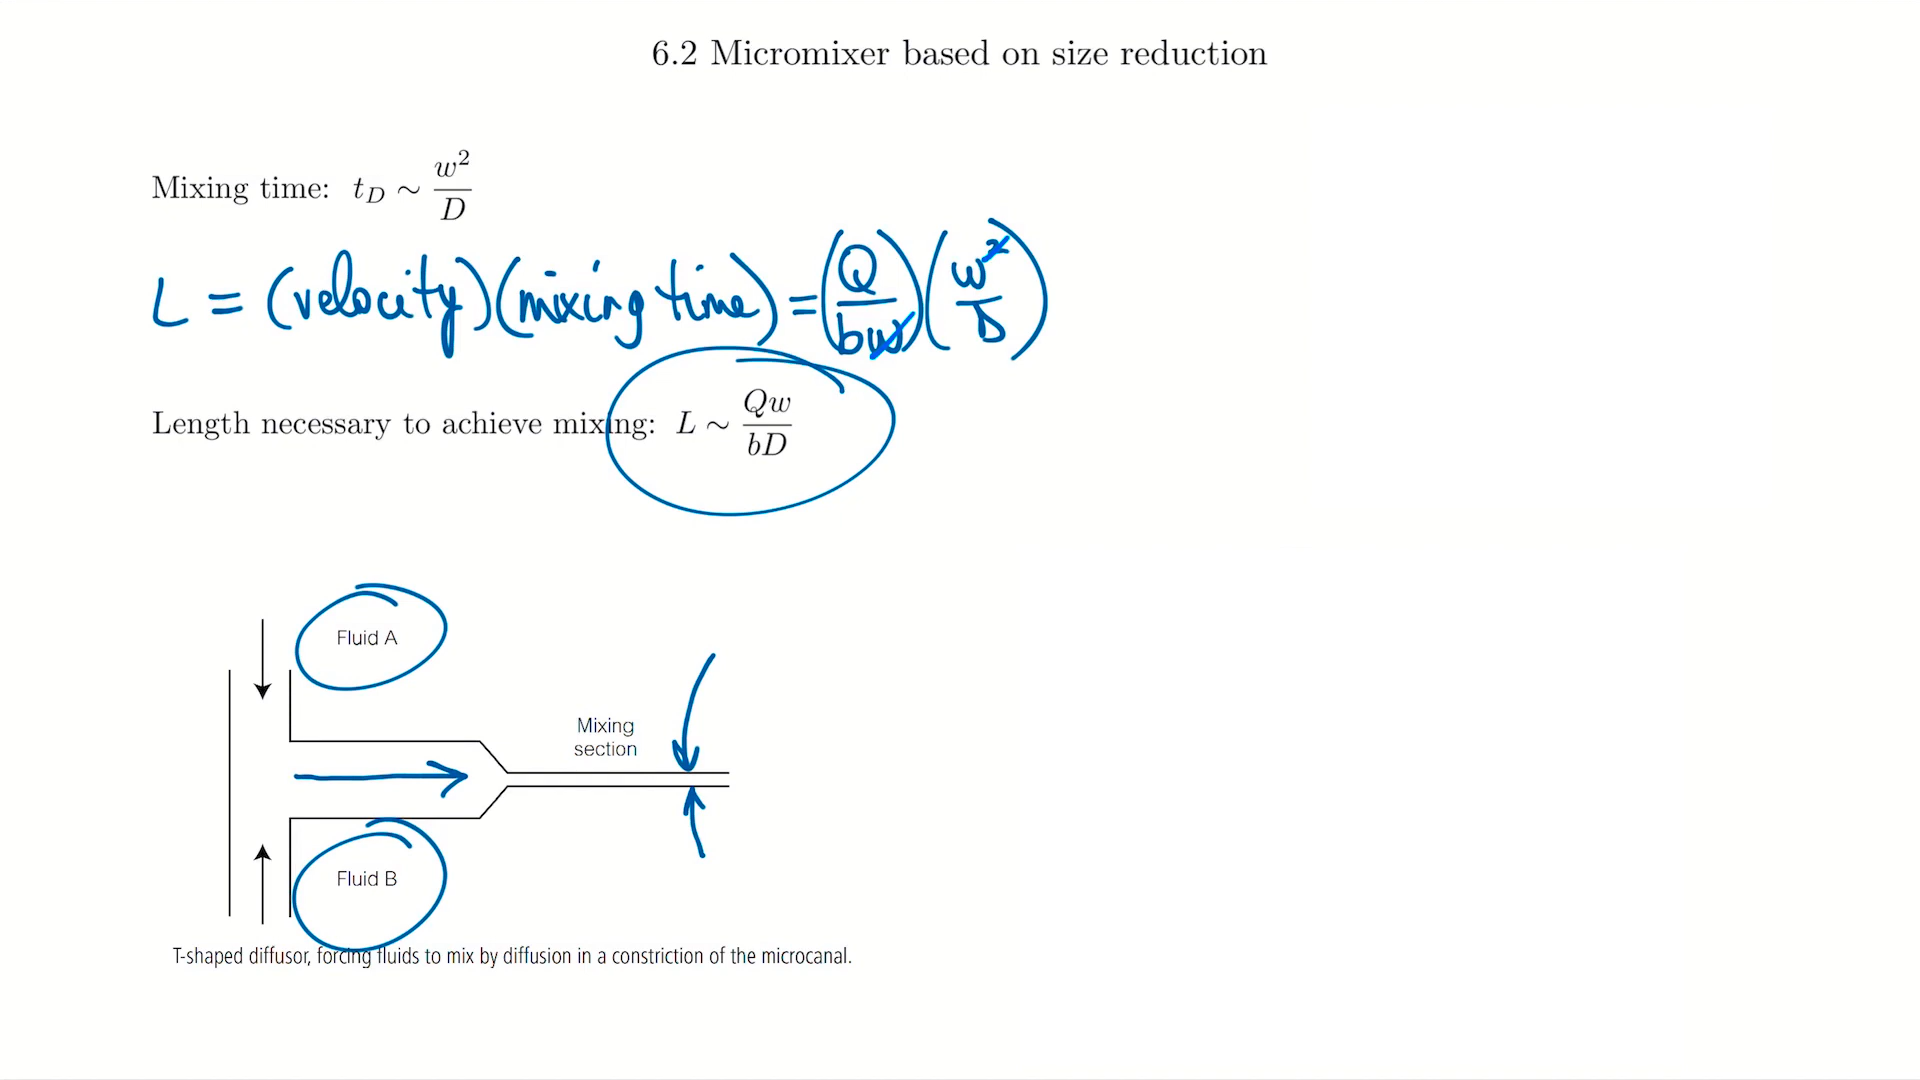 6.2 Micromixer based on size reduction
Mixing time: t_D ∼ w²/D
L = (velocity)(mixing time) = (Q/bw)(w²/D)
Length necessary to achieve mixing: L ∼ Qw/bD
Fluid A
Mixing
section
Fluid B
T-shaped diffusor, forcing fluids to mix by diffusion in a constriction of the microcanal.